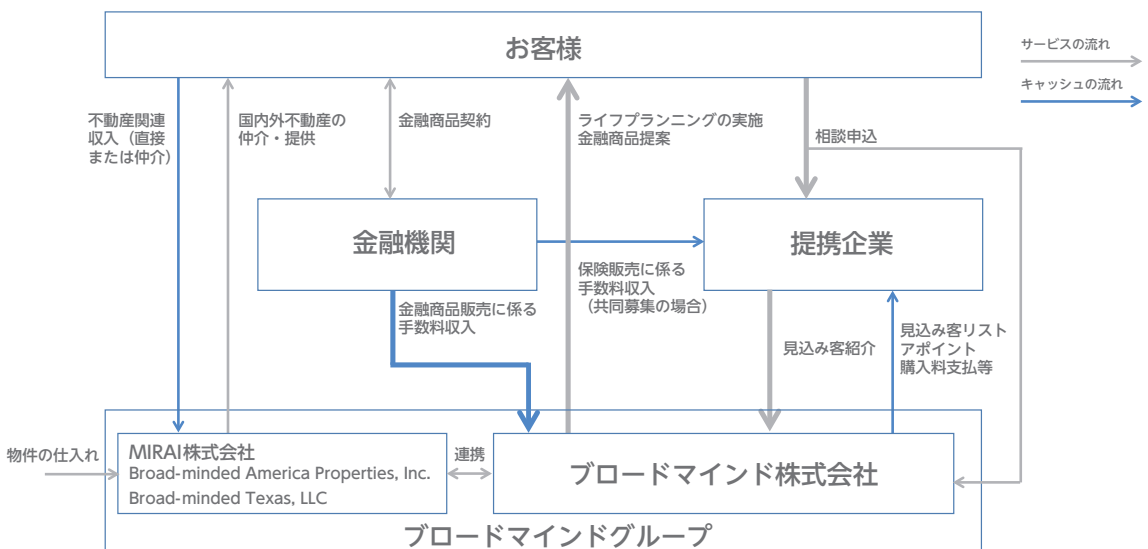 お客様
サービスの流れ
キャッシュの流れ
不動産関連
収入（直接
または仲介）
国内外不動産の
仲介・提供
金融商品契約
ライフプランニングの実施
金融商品提案
相談申込
金融機関
提携企業
保険販売に係る
手数料収入
（共同募集の場合）
金融商品販売に係る
手数料収入
見込み客紹介
見込み客リスト
アポイント
購入料支払等
物件の仕入れ
MIRAI株式会社
Broad-minded America Properties, Inc.
Broad-minded Texas, LLC
連携
ブロードマインド株式会社
ブロードマインドグループ